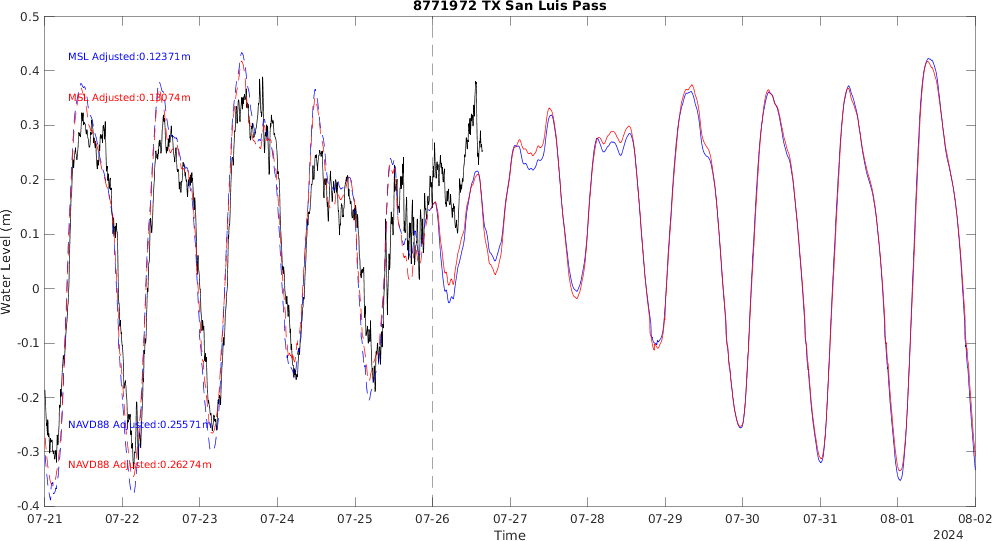 8771972 TX San Luis Pass
0.5
0.4
0.3
0.2
0.1
0
-0.1
-0.2
-0.3
-0.4
Water Level (m)
MSL Adjusted:0.12371m
MSL Adjusted:0.13074m
NAVD88 Adjusted:0.25571m
NAVD88 Adjusted:0.26274m
07-21 07-22 07-23 07-24 07-25 07-26 07-27 07-28 07-29 07-30 07-31 08-01 08-02
Time
2024